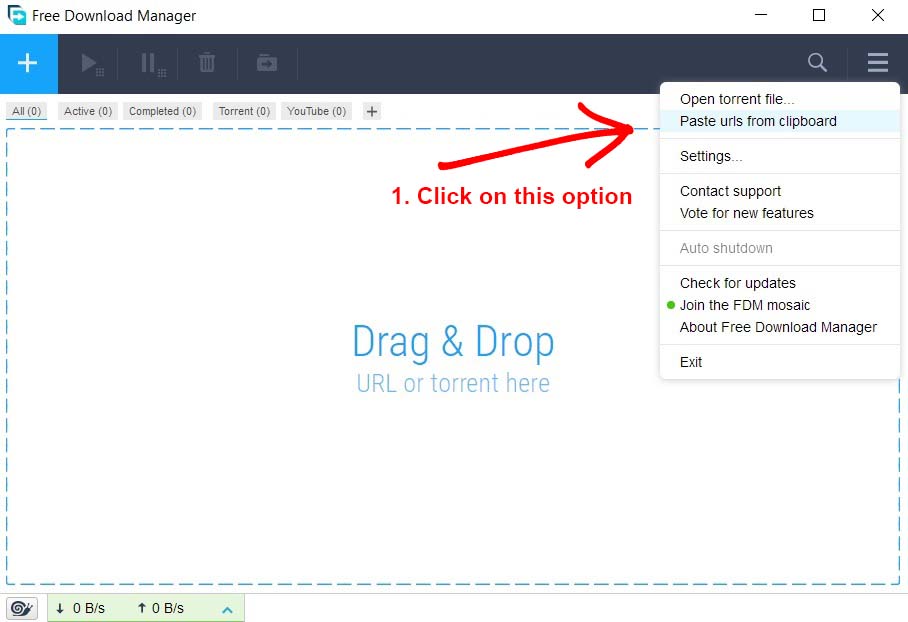 Free Download Manager
All (0) Active (0) Completed (0) Torrent (0) YouTube (0) +
Open torrent file...
Paste urls from clipboard
Settings...
Contact support
Vote for new features
Auto shutdown
Check for updates
Join the FDM mosaic
About Free Download Manager
Exit
1. Click on this option
Drag & Drop
URL or torrent here
↓ 0 B/s ↑ 0 B/s